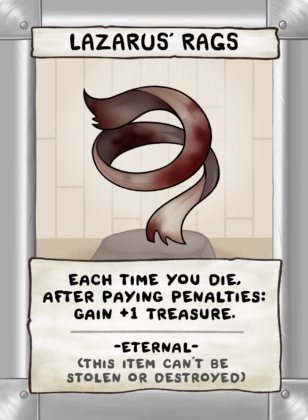 LAZARUS' RAGS
EACH TIME YOU DIE,
AFTER PAYING PENALTIES:
GAIN +1 TREASURE.
-ETERNAL-
(THIS ITEM CAN'T BE
STOLEN OR DESTROYED)